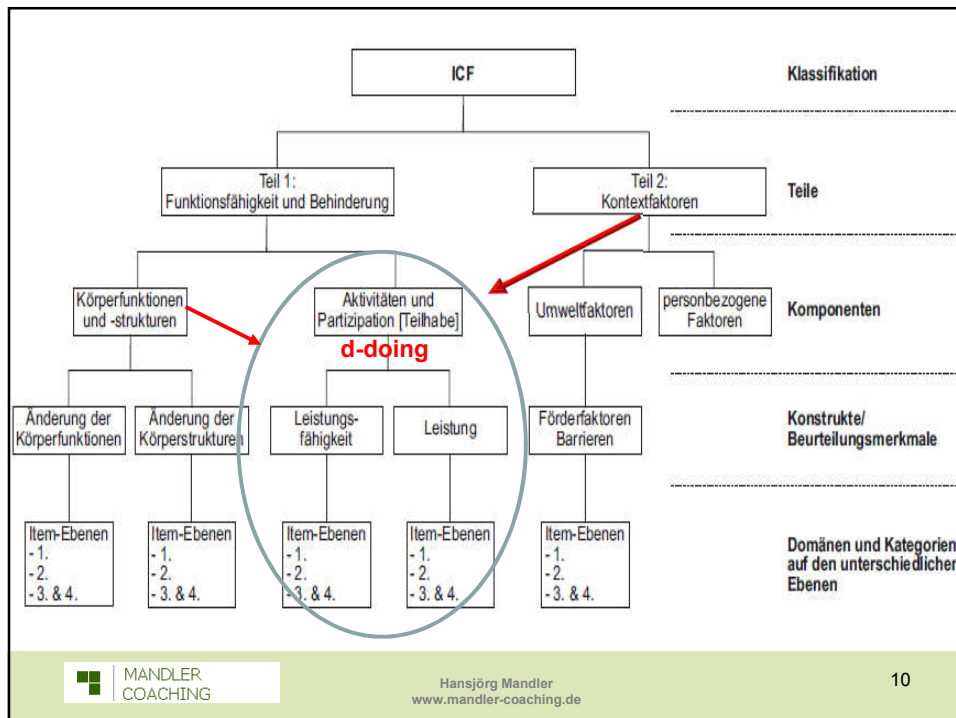 ICF
Klassifikation
Teil 1:
Funktionsfähigkeit und Behinderung
Teil 2:
Kontextfaktoren
Teile
Körperfunktionen
und -strukturen
Aktivitäten und
Partizipation [Teilhabe]
d-doing
Umweltfaktoren
personbezogene
Faktoren
Komponenten
Änderung der
Körperfunktionen
Änderung der
Körperstrukturen
Leistungs-
fähigkeit
Leistung
Förderfaktoren
Barrieren
Konstrukte/
Beurteilungsmerkmale
Item-Ebenen
- 1.
- 2.
- 3. & 4.
Item-Ebenen
- 1.
- 2.
- 3. & 4.
Item-Ebenen
- 1.
- 2.
- 3. & 4.
Item-Ebenen
- 1.
- 2.
- 3. & 4.
Item-Ebenen
- 1.
- 2.
- 3. & 4.
Domänen und Kategorien
auf den unterschiedlichen
Ebenen
MANDLER
COACHING
Hansjörg Mandler
www.mandler-coaching.de
10